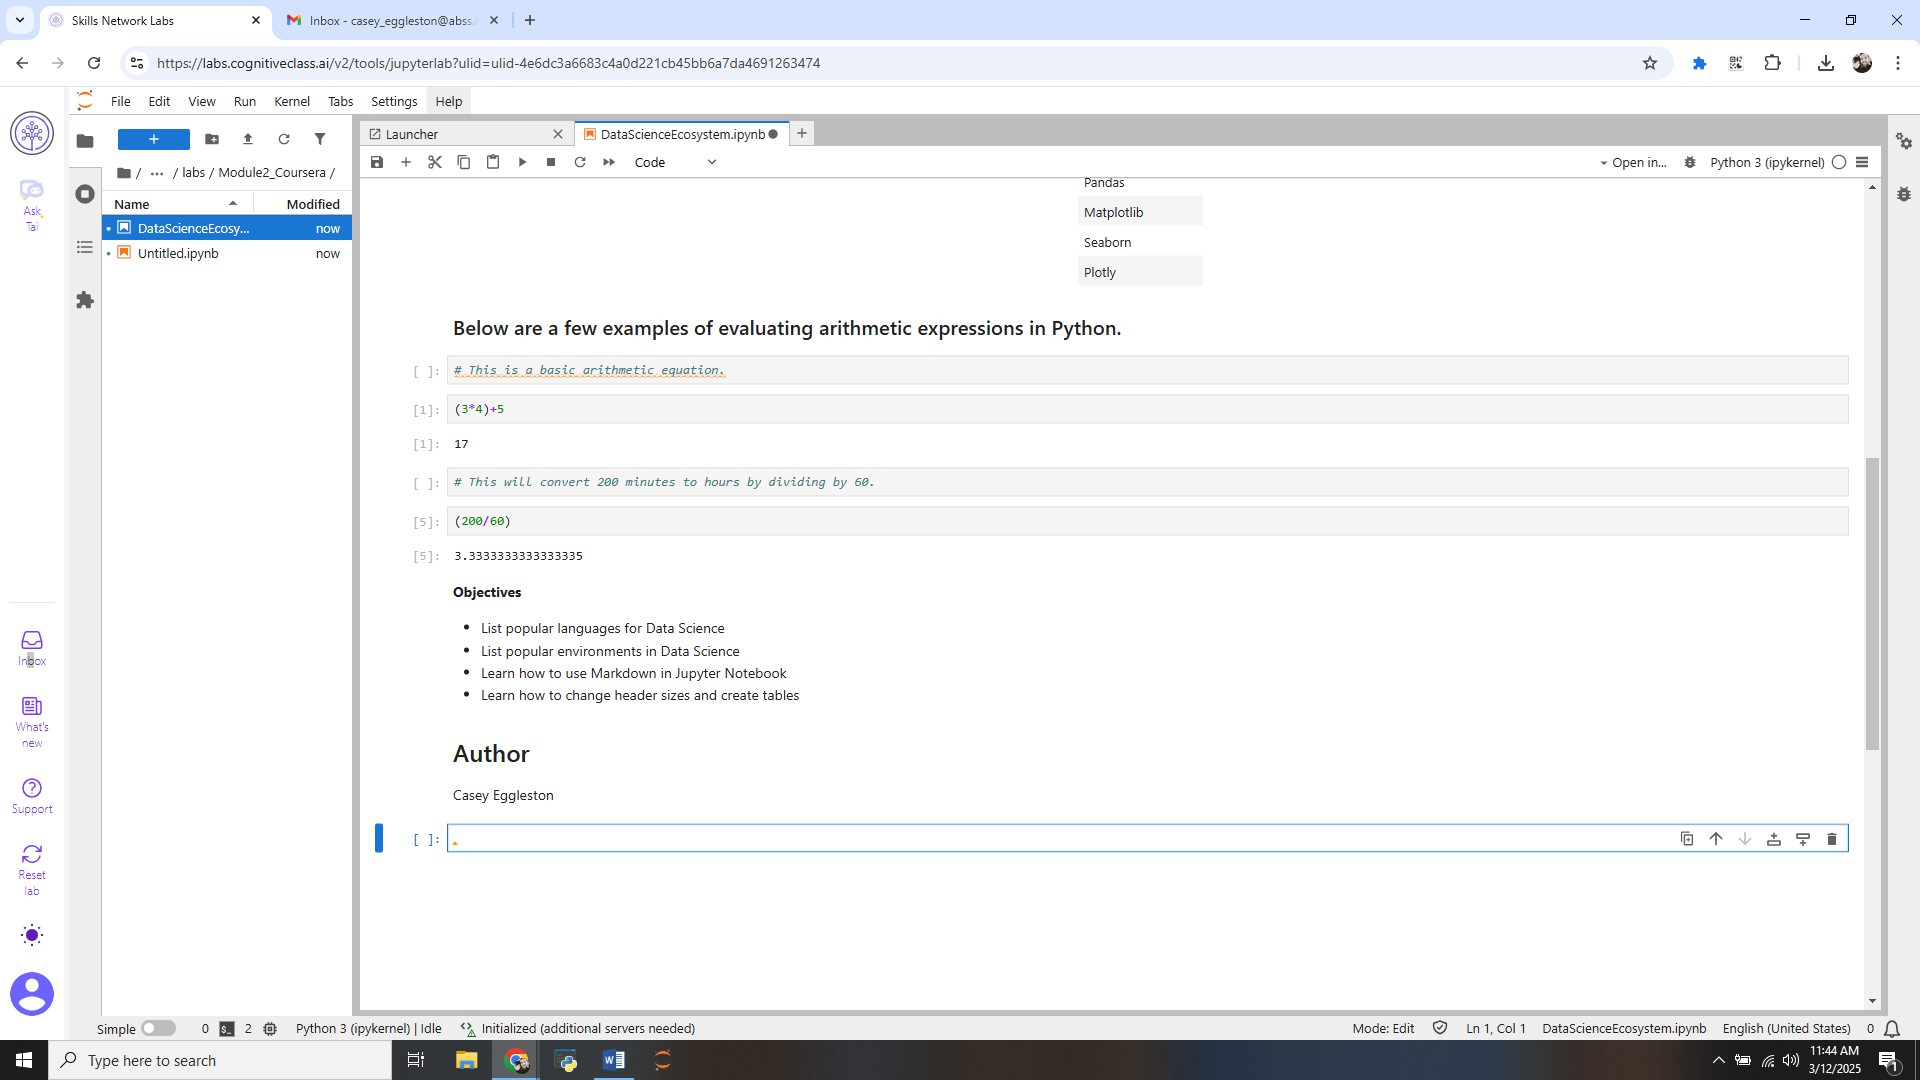 Skills Network Labs
Inbox - casey_eggleston@abss.
https://labs.cognitiveclass.ai/v2/tools/jupyterlab?ulid=ulid-4e6dc3a6683c4a0d221cb45bb6a7da4691263474
File Edit View Run Kernel Tabs Settings Help
Launcher
DataScienceEcosystem.ipynb
/ ... / labs / Module2_Coursera /
Code
Open in...
Python 3 (ipykernel)
Name Modified
DataScienceEcosy... now
Untitled.ipynb now
Ask
Tai
Inbox
What's
new
Support
Reset
lab
Pandas
Matplotlib
Seaborn
Plotly
Below are a few examples of evaluating arithmetic expressions in Python.
[ ]: # This is a basic arithmetic equation.
[1]: (3*4)+5
[1]: 17
[ ]: # This will convert 200 minutes to hours by dividing by 60.
[5]: (200/60)
[5]: 3.3333333333333335
Objectives
• List popular languages for Data Science
• List popular environments in Data Science
• Learn how to use Markdown in Jupyter Notebook
• Learn how to change header sizes and create tables
Author
Casey Eggleston
[ ]:
Simple 0 $_ 2 Python 3 (ipykernel) | Idle Initialized (additional servers needed) Mode: Edit Ln 1, Col 1 DataScienceEcosystem.ipynb English (United States) 0
Type here to search
11:44 AM
3/12/2025
1